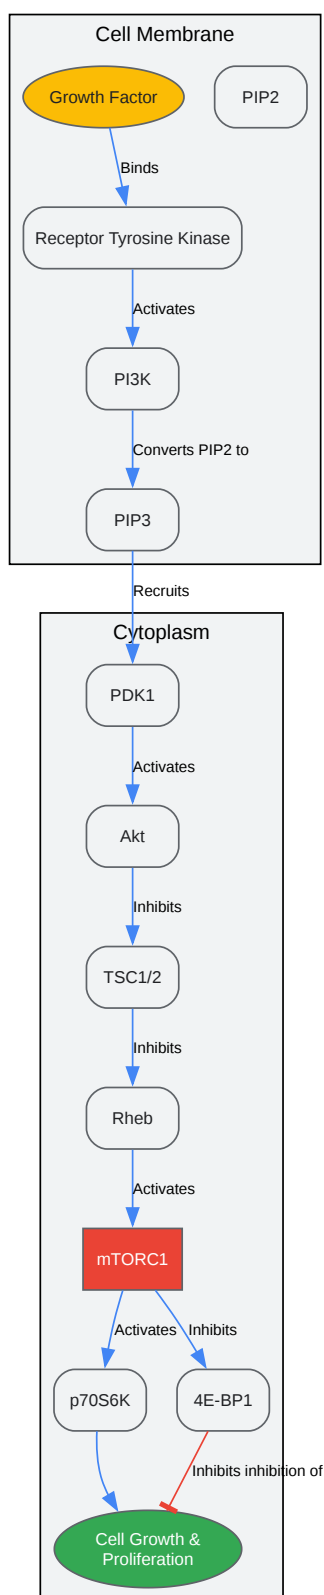 Cell Membrane
Growth Factor
PIP2
Binds
Receptor Tyrosine Kinase
Activates
PI3K
Converts PIP2 to
PIP3
Recruits
Cytoplasm
PDK1
Activates
Akt
Inhibits
TSC1/2
Inhibits
Rheb
Activates
mTORC1
Activates
Inhibits
p70S6K
4E-BP1
Inhibits inhibition of
Cell Growth &
Proliferation